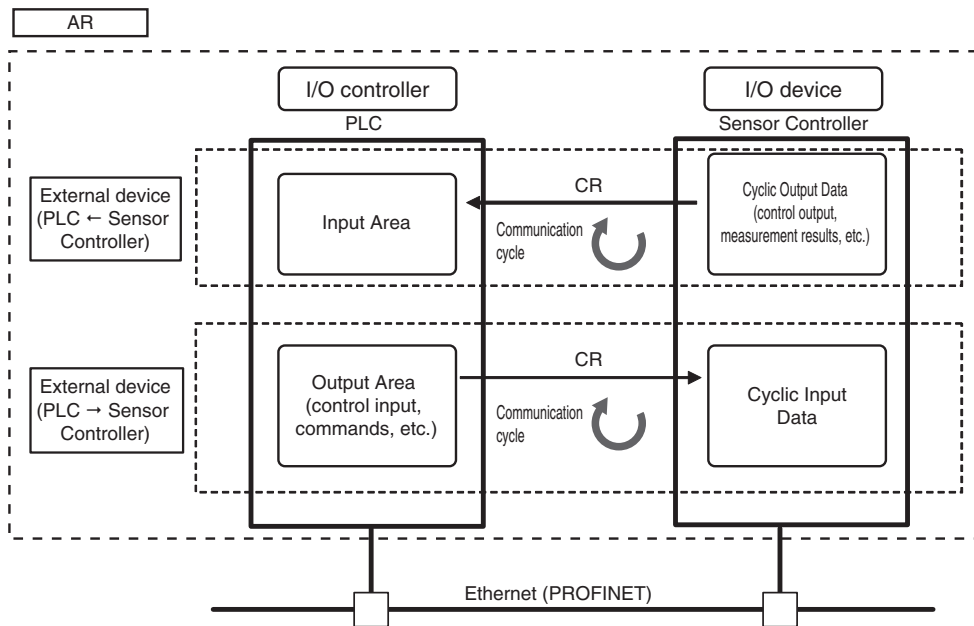 AR
I/O controller
I/O device
PLC
Sensor Controller
External device
(PLC ← Sensor
Controller)
Input Area
CR
Communication
cycle
Cyclic Output Data
(control output,
measurement results, etc.)
External device
(PLC → Sensor
Controller)
Output Area
(control input,
commands, etc.)
CR
Communication
cycle
Cyclic Input
Data
Ethernet (PROFINET)